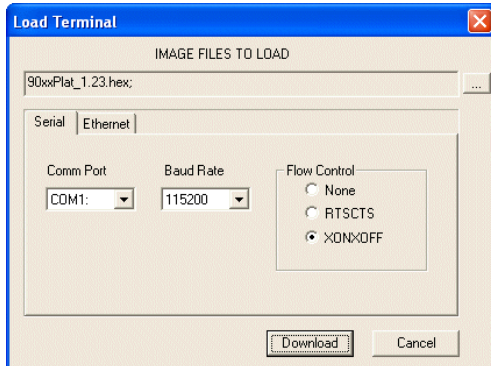 Load Terminal
IMAGE FILES TO LOAD
90xxPlat_1.23.hex;
...
Serial Ethernet
Comm Port Baud Rate Flow Control
None
COM1: 115200
RTSCTS
XONXOFF
Download Cancel